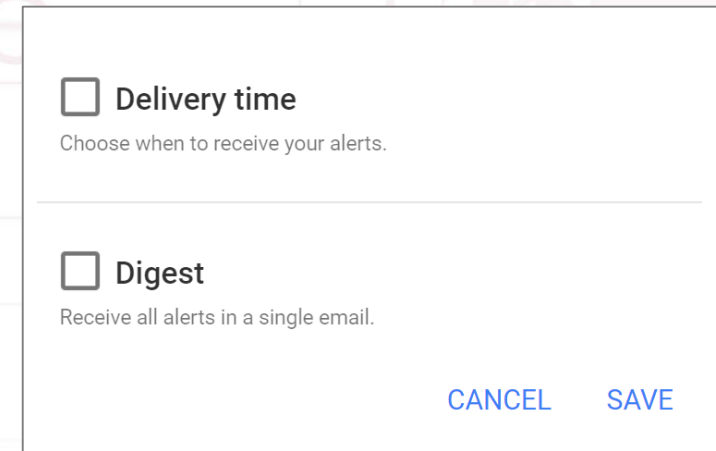 Delivery time
Choose when to receive your alerts.
Digest
Receive all alerts in a single email.
CANCEL SAVE